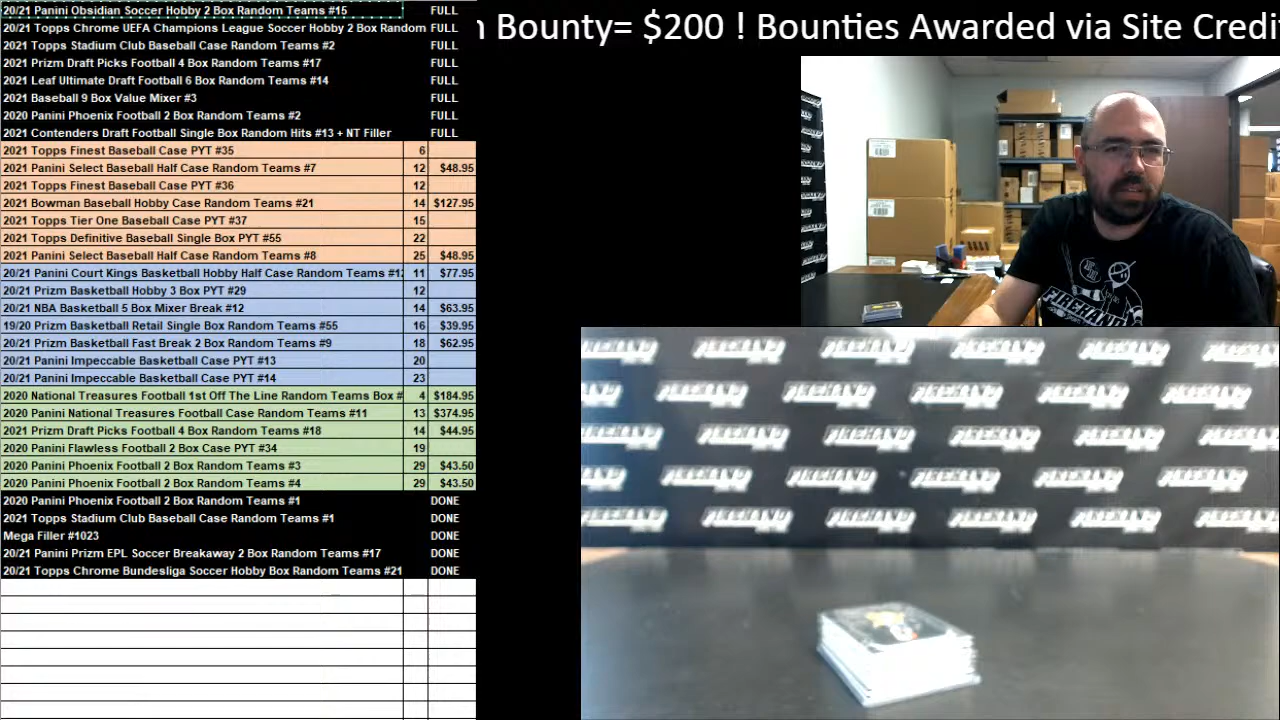 20/21 Panini Obsidian Soccer Hobby 2 Box Random Teams #15 FULL
20/21 Topps Chrome UEFA Champions League Soccer Hobby 2 Box Random FULL
2021 Topps Stadium Club Baseball Case Random Teams #2 FULL
2021 Prizm Draft Picks Football 4 Box Random Teams #17 FULL
2021 Leaf Ultimate Draft Football 6 Box Random Teams #14 FULL
2021 Baseball 9 Box Value Mixer #3 FULL
2020 Panini Phoenix Football 2 Box Random Teams #2 FULL
2021 Contenders Draft Football Single Box Random Hits #13 + NT Filler FULL
2021 Topps Finest Baseball Case PYT #35 6
2021 Panini Select Baseball Half Case Random Teams #7 12 $48.95
2021 Topps Finest Baseball Case PYT #36 12
2021 Bowman Baseball Hobby Case Random Teams #21 14 $127.95
2021 Topps Tier One Baseball Case PYT #37 15
2021 Topps Definitive Baseball Single Box PYT #55 22
2021 Panini Select Baseball Half Case Random Teams #8 25 $48.95
20/21 Panini Court Kings Basketball Hobby Half Case Random Teams 11 $77.95
20/21 Prizm Basketball Hobby 3 Box PYT #29 12
20/21 NBA Basketball 5 Box Mixer Break #12 14 $63.95
19/20 Prizm Basketball Retail Single Box Random Teams #55 16 $39.95
20/21 Prizm Basketball Fast Break 2 Box Random Teams #9 18 $62.95
20/21 Panini Impeccable Basketball Case PYT #13 20
20/21 Panini Impeccable Basketball Case PYT #14 23
2020 National Treasures Football 1st Off The Line Random Teams Box # 4 $184.95
2020 Panini National Treasures Football Case Random Teams #11 13 $374.95
2021 Prizm Draft Picks Football 4 Box Random Teams #18 14 $44.95
2020 Panini Flawless Football 2 Box Case PYT #34 19
2020 Panini Phoenix Football 2 Box Random Teams #3 29 $43.50
2020 Panini Phoenix Football 2 Box Random Teams #4 29 $43.50
2020 Panini Phoenix Football 2 Box Random Teams #1 DONE
2021 Topps Stadium Club Baseball Case Random Teams #1 DONE
Mega Filler #1023 DONE
20/21 Panini Prizm EPL Soccer Breakaway 2 Box Random Teams #17 DONE
20/21 Topps Chrome Bundesliga Soccer Hobby Box Random Teams #21 DONE
Bounty= $200 ! Bounties Awarded via Site Credi
FIREHAND